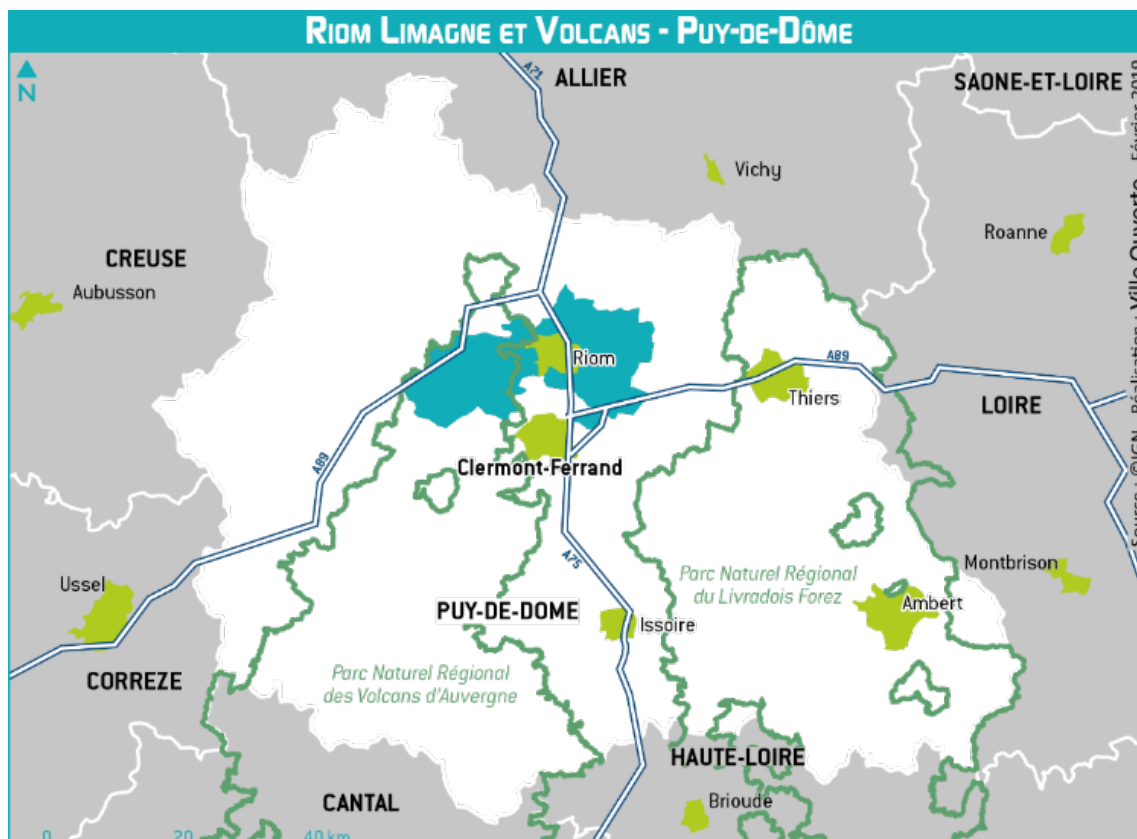 RIOM LIMAGNE ET VOLCANS - PUY-DE-DÔME
N
A71
ALLIER
SAONE-ET-LOIRE
Vichy
Roanne
CREUSE
Aubusson
Riom
A89
Thiers
LOIRE
A89
Clermont-Ferrand
A75
Parc Naturel Régional
du Livradois Forez
Montbrison
Ussel
Ambert
PUY-DE-DOME
Issoire
CORREZE
Parc Naturel Régional
des Volcans d'Auvergne
HAUTE-LOIRE
CANTAL
Brioude
0 20 40 km
Source : ©IGN - Réalisation : Ville Ouverte - Février 2019